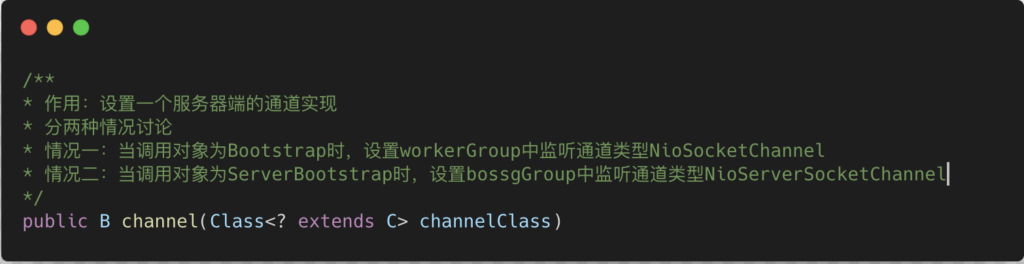 /**
* 作用：设置一个服务器端的通道实现
* 分两种情况讨论
* 情况一：当调用对象为Bootstrap时，设置workerGroup中监听通道类型NioSocketChannel
* 情况二：当调用对象为ServerBootstrap时，设置bossgGroup中监听通道类型NioServerSocketChannel
*/
public B channel(Class<? extends C> channelClass)